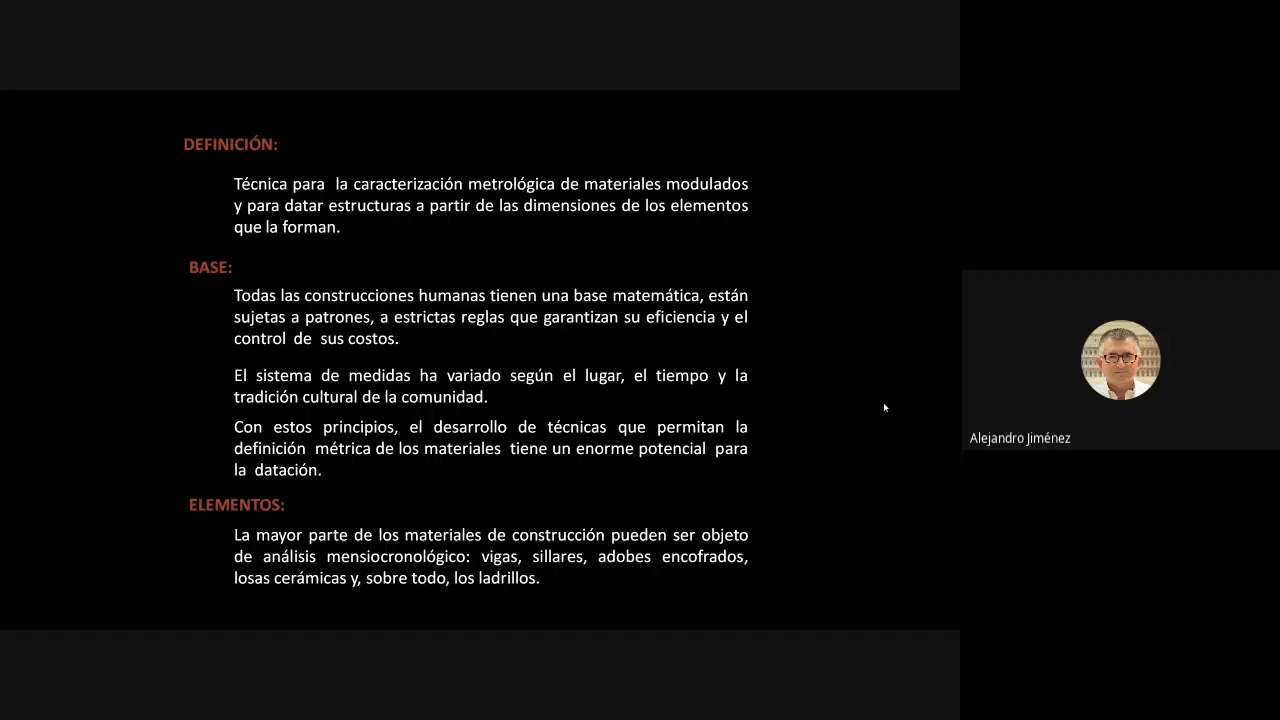 DEFINICIÓN:
Técnica para la caracterización metrológica de materiales modulados
y para datar estructuras a partir de las dimensiones de los elementos
que la forman.
BASE:
Todas las construcciones humanas tienen una base matemática, están
sujetas a patrones, a estrictas reglas que garantizan su eficiencia y el
control de sus costos.
El sistema de medidas ha variado según el lugar, el tiempo y la
tradición cultural de la comunidad.
Con estos principios, el desarrollo de técnicas que permitan la
definición métrica de los materiales tiene un enorme potencial para
la datación.
ELEMENTOS:
La mayor parte de los materiales de construcción pueden ser objeto
de análisis mensiocronológico: vigas, sillares, adobes encofrados,
losas cerámicas y, sobre todo, los ladrillos.
Alejandro Jiménez